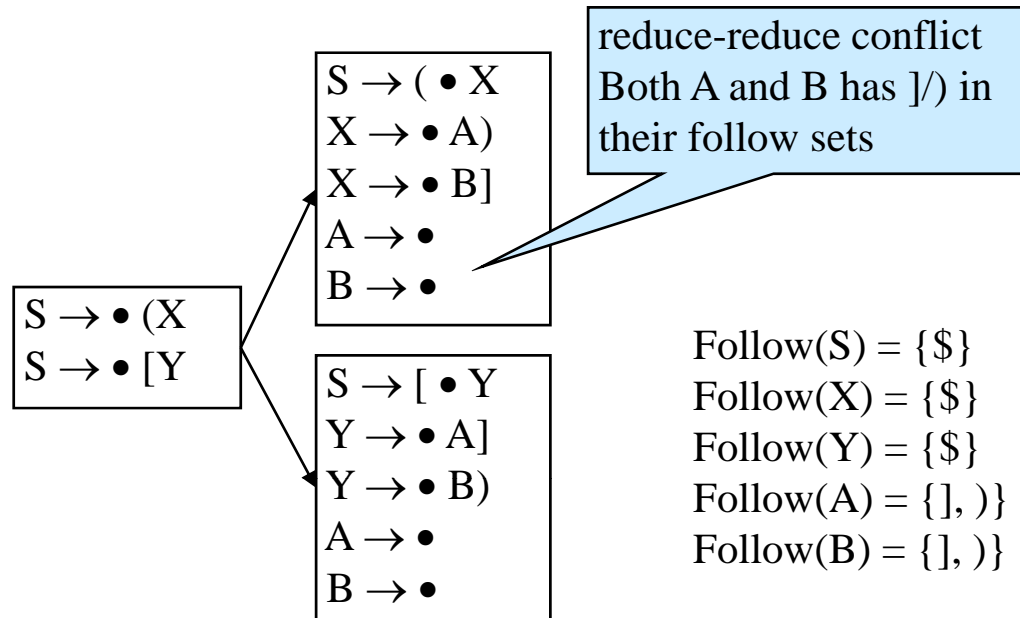 reduce-reduce conflict
Both A and B has ]/) in
their follow sets
S → ( • X
X → • A)
X → • B]
A → •
B → •
S → • (X
S → • [Y
S → [ • Y
Y → • A]
Y → • B)
A → •
B → •
Follow(S) = {$}
Follow(X) = {$}
Follow(Y) = {$}
Follow(A) = {], )}
Follow(B) = {], )}